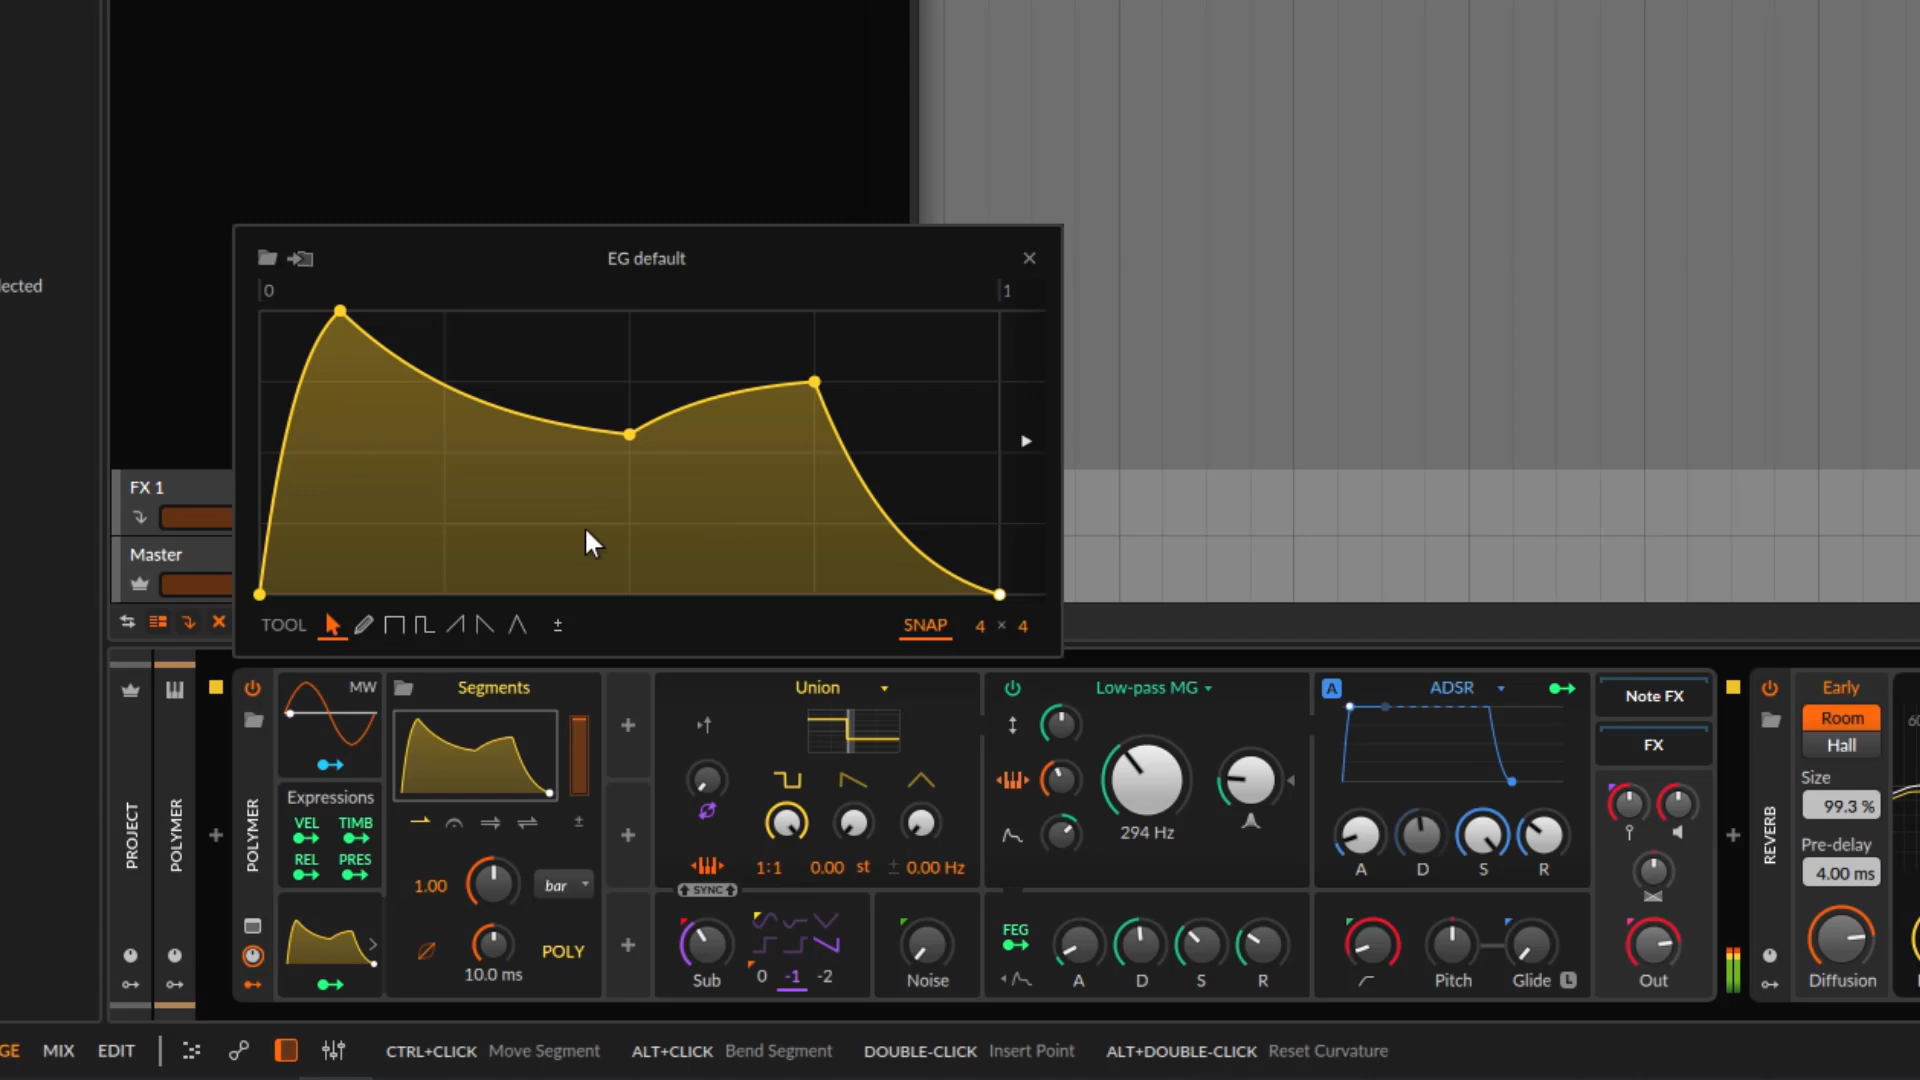 lected
EG default
0
1
FX 1
Master
TOOL
SNAP 4 × 4
PROJECT
POLYMER
POLYMER
MW
Expressions
VEL TIMB
REL PRES
Segments
1.00
bar
10.0 ms
POLY
Union
1:1 0.00 st ± 0.00 Hz
SYNC
Sub
0 -1 -2
Noise
Low-pass MG
294 Hz
FEG
A D S R
A ADSR
A D S R
Pitch
Glide L
Note FX
FX
Out
REVERB
Early
Room
Hall
Size
99.3 %
Pre-delay
4.00 ms
Diffusion
GE MIX EDIT
CTRL+CLICK Move Segment ALT+CLICK Bend Segment DOUBLE-CLICK Insert Point ALT+DOUBLE-CLICK Reset Curvature